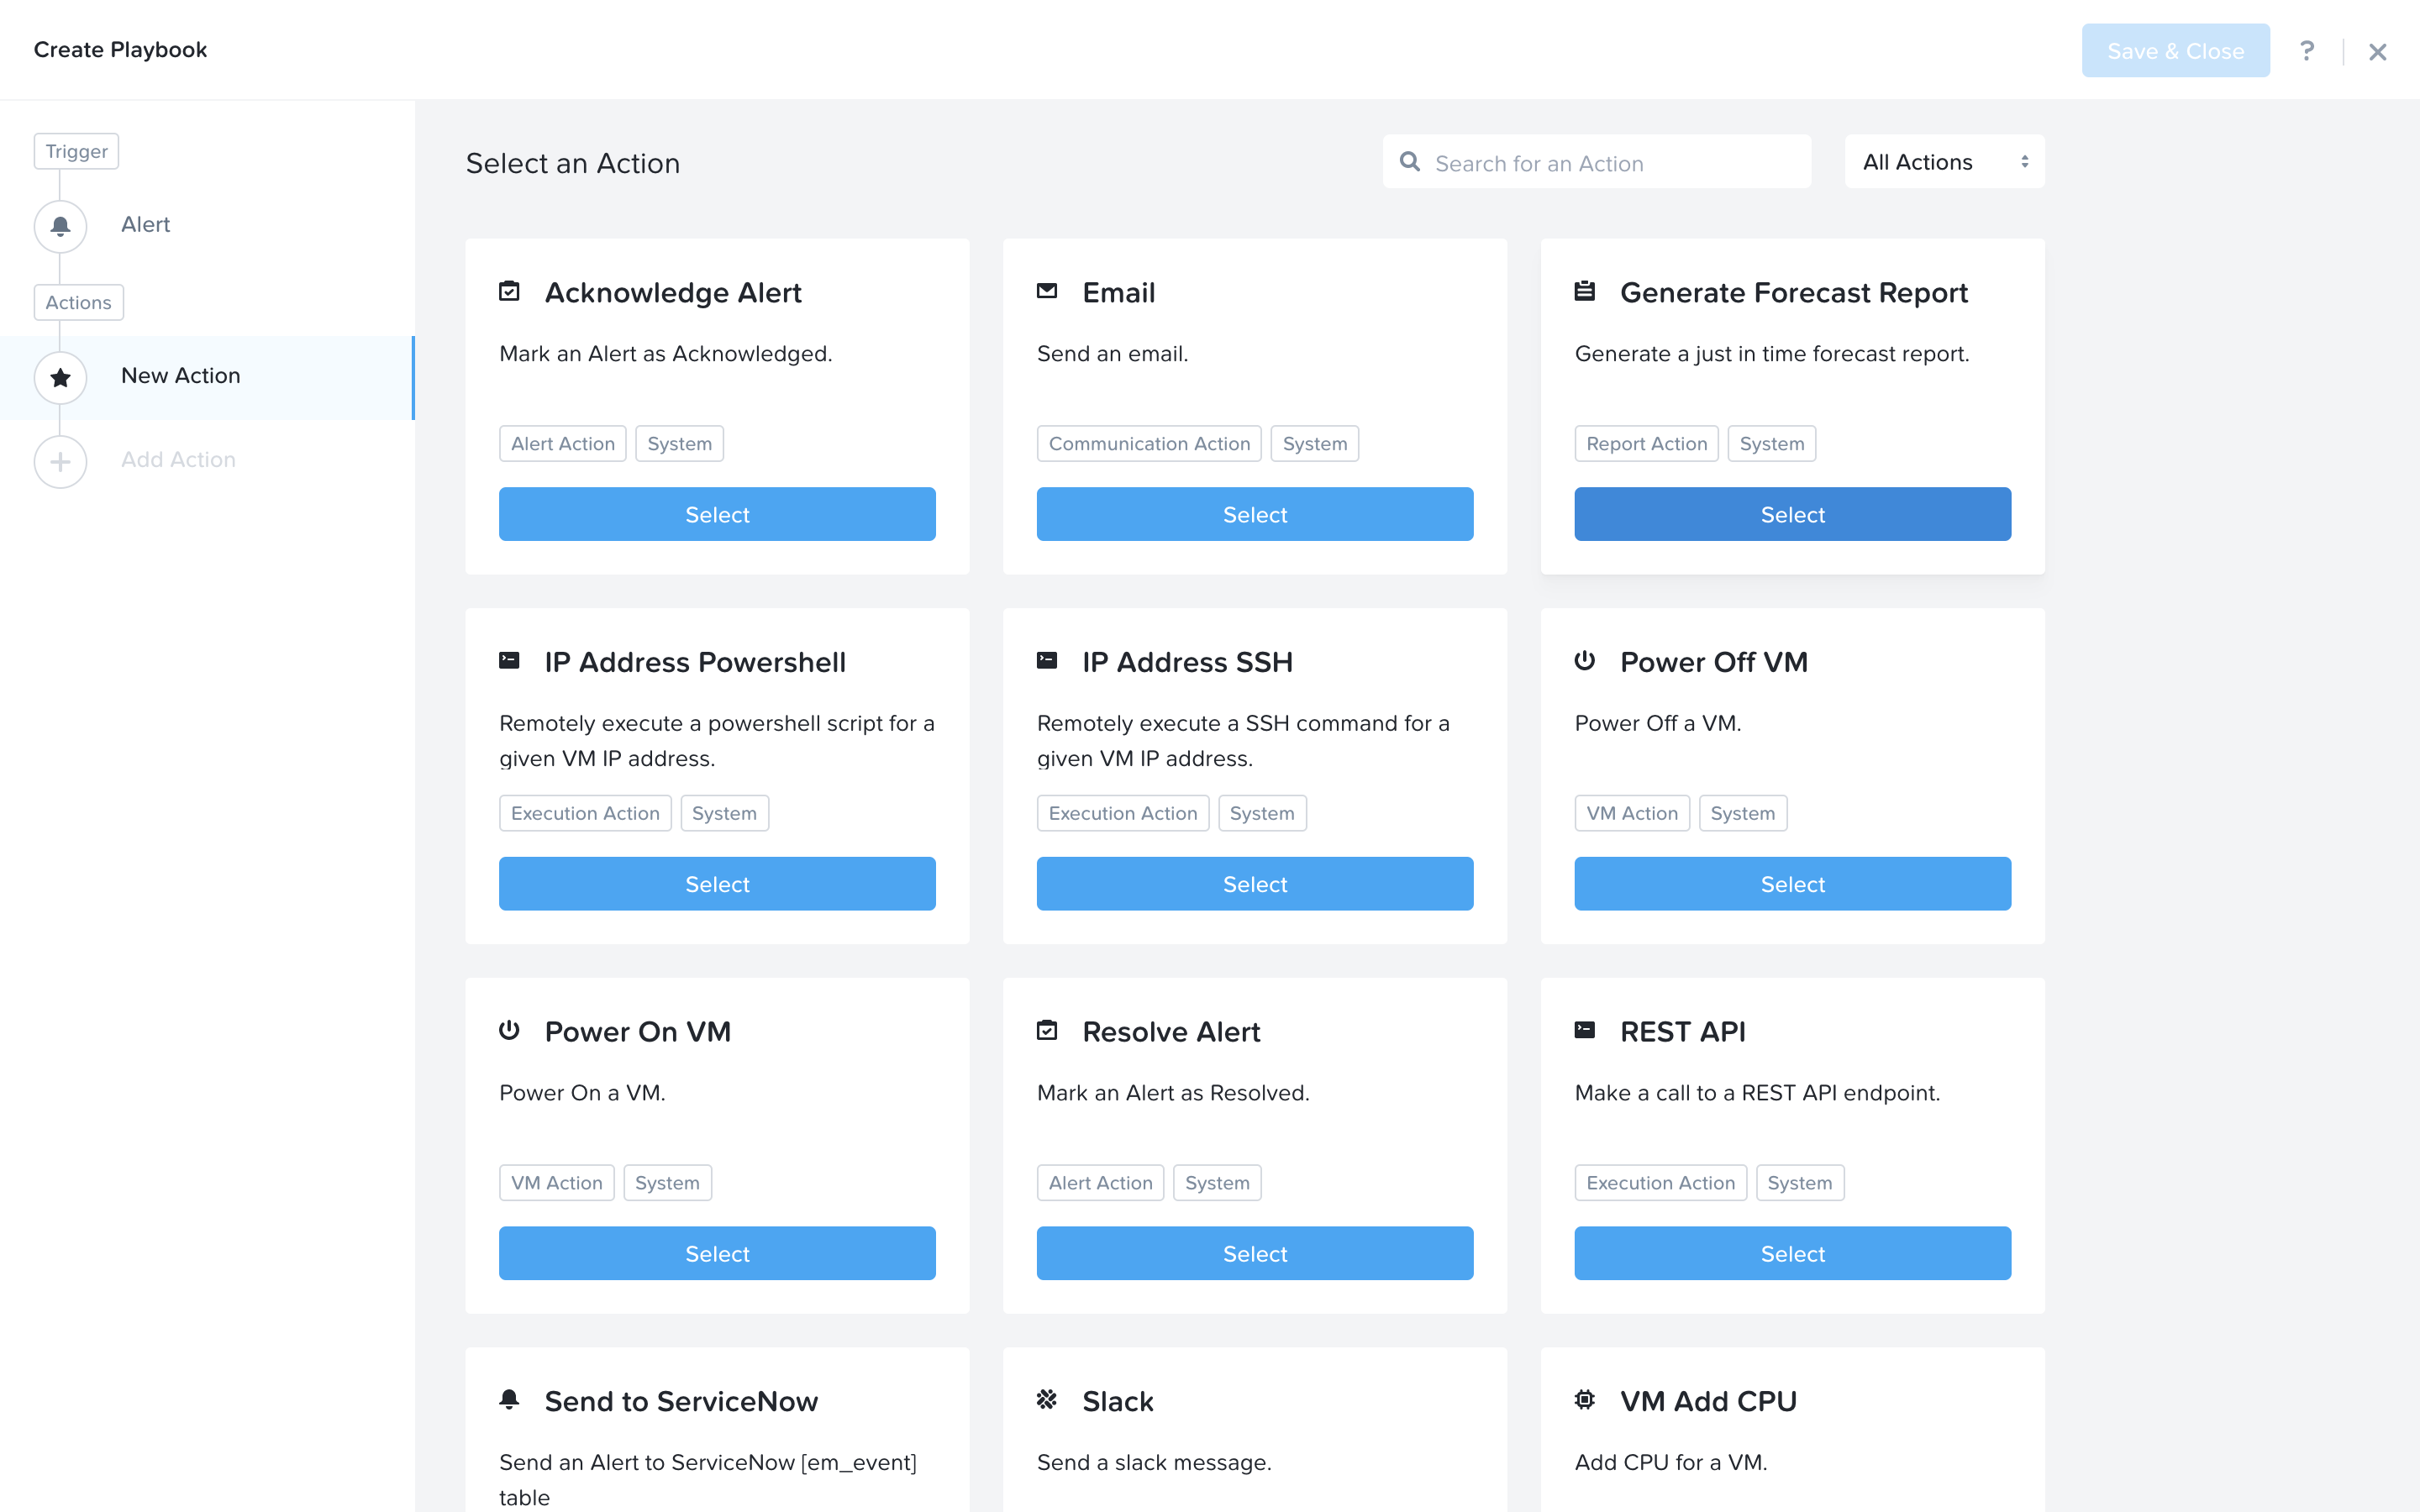 Create Playbook
Save & Close
?
Trigger
Alert
Actions
New Action
Add Action
Select an Action
Search for an Action
All Actions
Acknowledge Alert
Mark an Alert as Acknowledged.
Alert Action
System
Select
Email
Send an email.
Communication Action
System
Select
Generate Forecast Report
Generate a just in time forecast report.
Report Action
System
Select
IP Address Powershell
Remotely execute a powershell script for a
given VM IP address.
Execution Action
System
Select
IP Address SSH
Remotely execute a SSH command for a
given VM IP address.
Execution Action
System
Select
Power Off VM
Power Off a VM.
VM Action
System
Select
Power On VM
Power On a VM.
VM Action
System
Select
Resolve Alert
Mark an Alert as Resolved.
Alert Action
System
Select
REST API
Make a call to a REST API endpoint.
Execution Action
System
Select
Send to ServiceNow
Send an Alert to ServiceNow [em_event]
table
Slack
Send a slack message.
VM Add CPU
Add CPU for a VM.